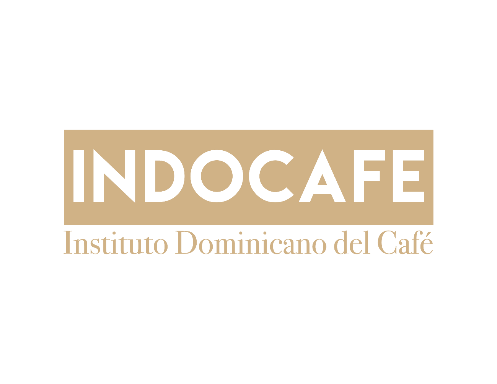 INDOCAFE
Instituto Dominicano del Café